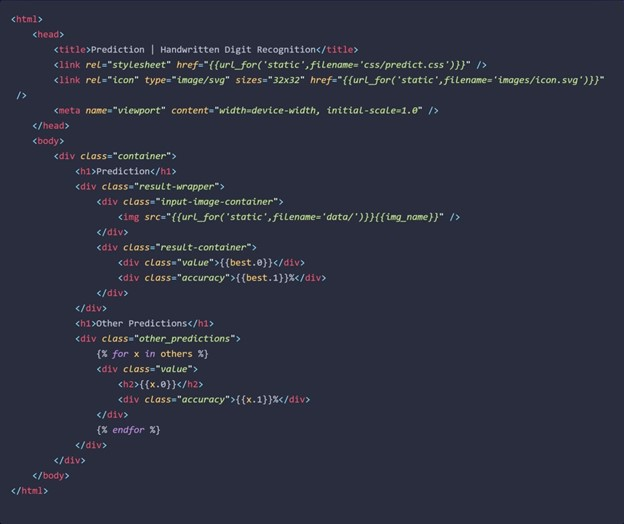 <html>
    <head>
        <title>Prediction | Handwritten Digit Recognition</title>
        <link rel="stylesheet" href="{{url_for('static',filename='css/predict.css')}}" />
        <link rel="icon" type="image/svg" sizes="32x32" href="{{url_for('static',filename='images/icon.svg')}}"
 />
        <meta name="viewport" content="width=device-width, initial-scale=1.0" />
    </head>
    <body>
        <div class="container">
            <h1>Prediction</h1>
            <div class="result-wrapper">
                <div class="input-image-container">
                    <img src="{{url_for('static',filename='data/')}}{{img_name}}" />
                </div>
                <div class="result-container">
                    <div class="value">{{best.0}}</div>
                    <div class="accuracy">{{best.1}}%</div>
                </div>
            </div>
            <h1>Other Predictions</h1>
            <div class="other_predictions">
                {% for x in others %}
                <div class="value">
                    <h2>{{x.0}}</h2>
                    <div class="accuracy">{{x.1}}%</div>
                </div>
                {% endfor %}
            </div>
        </div>
    </body>
</html>